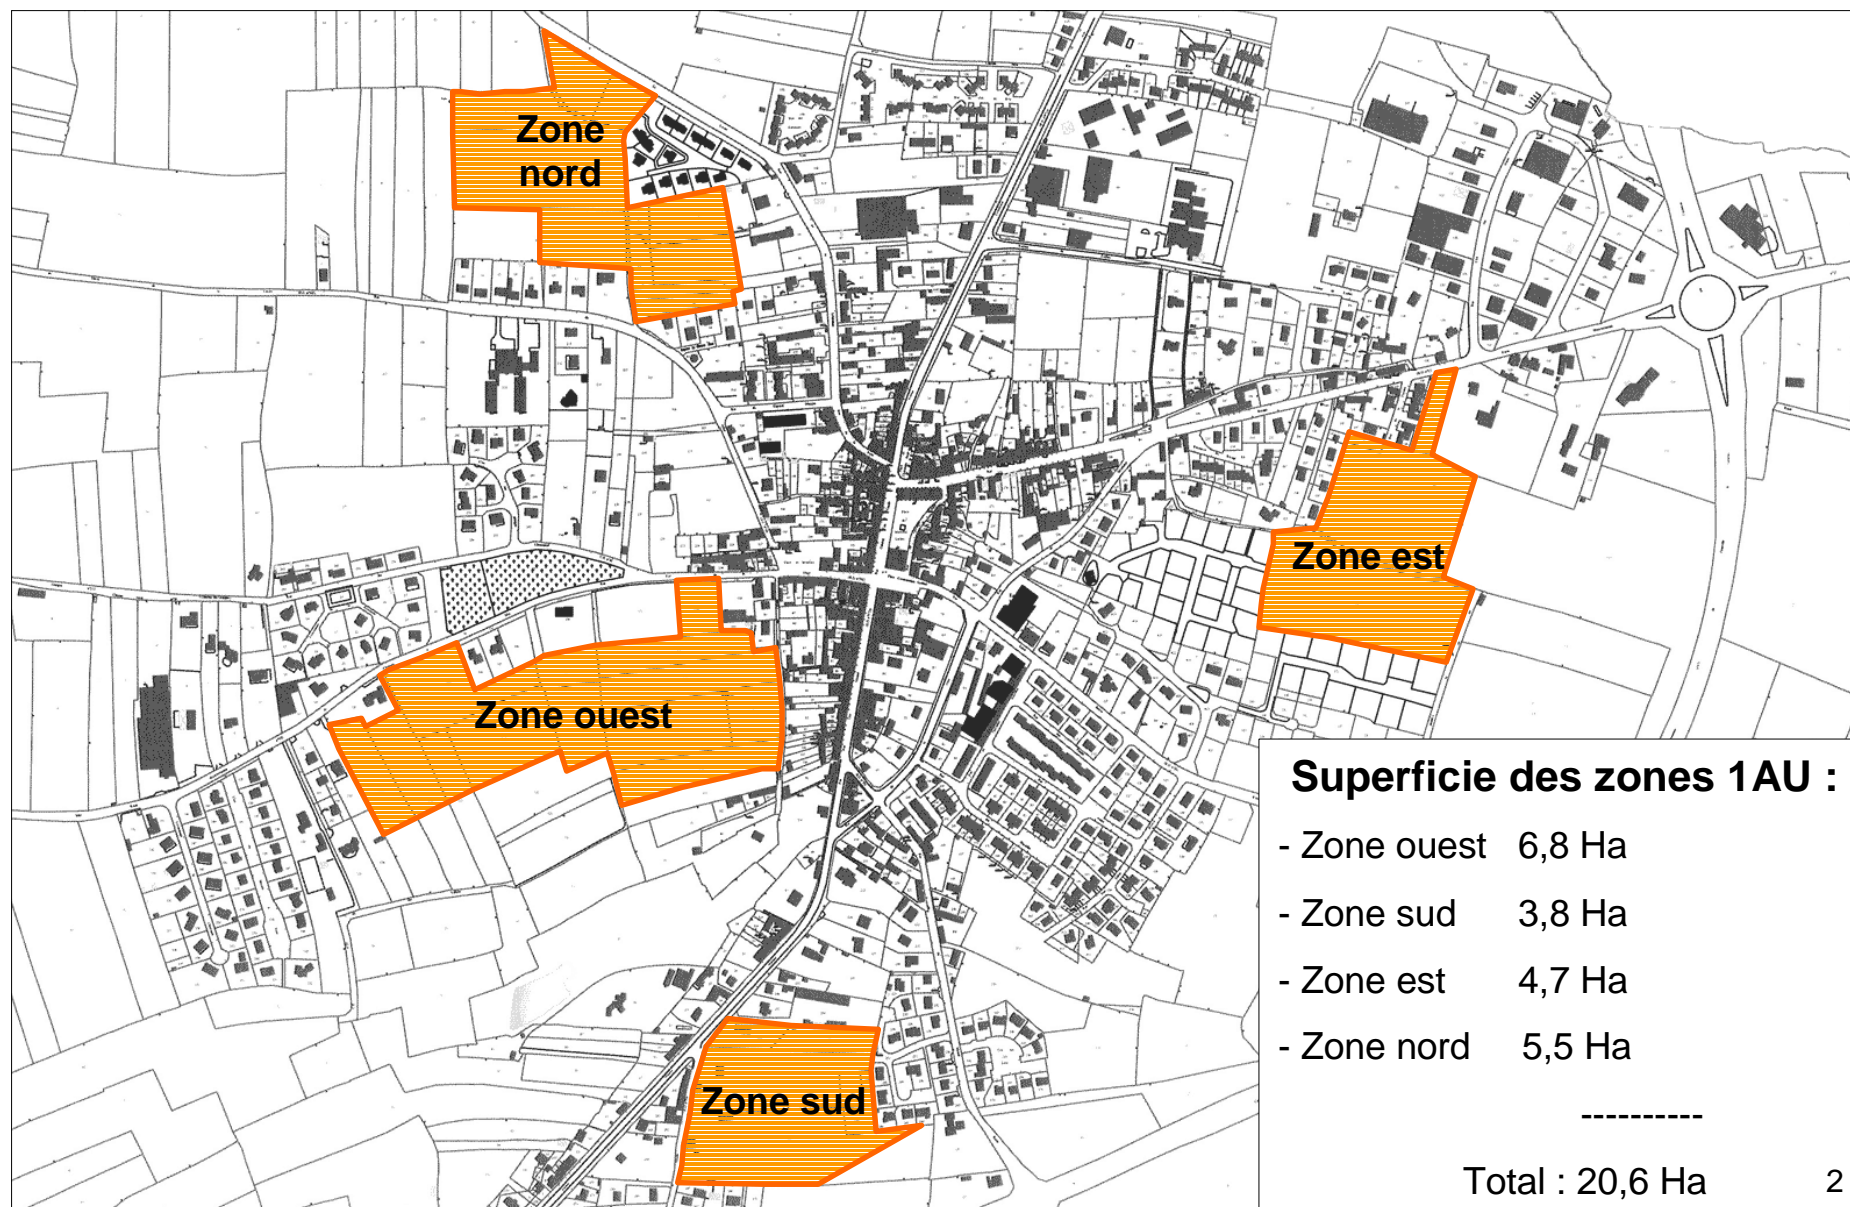 Zone
nord
Zone est
Zone ouest
Zone sud
Superficie des zones 1AU :
- Zone ouest 6,8 Ha
- Zone sud 3,8 Ha
- Zone est 4,7 Ha
- Zone nord 5,5 Ha
----------
Total : 20,6 Ha
2